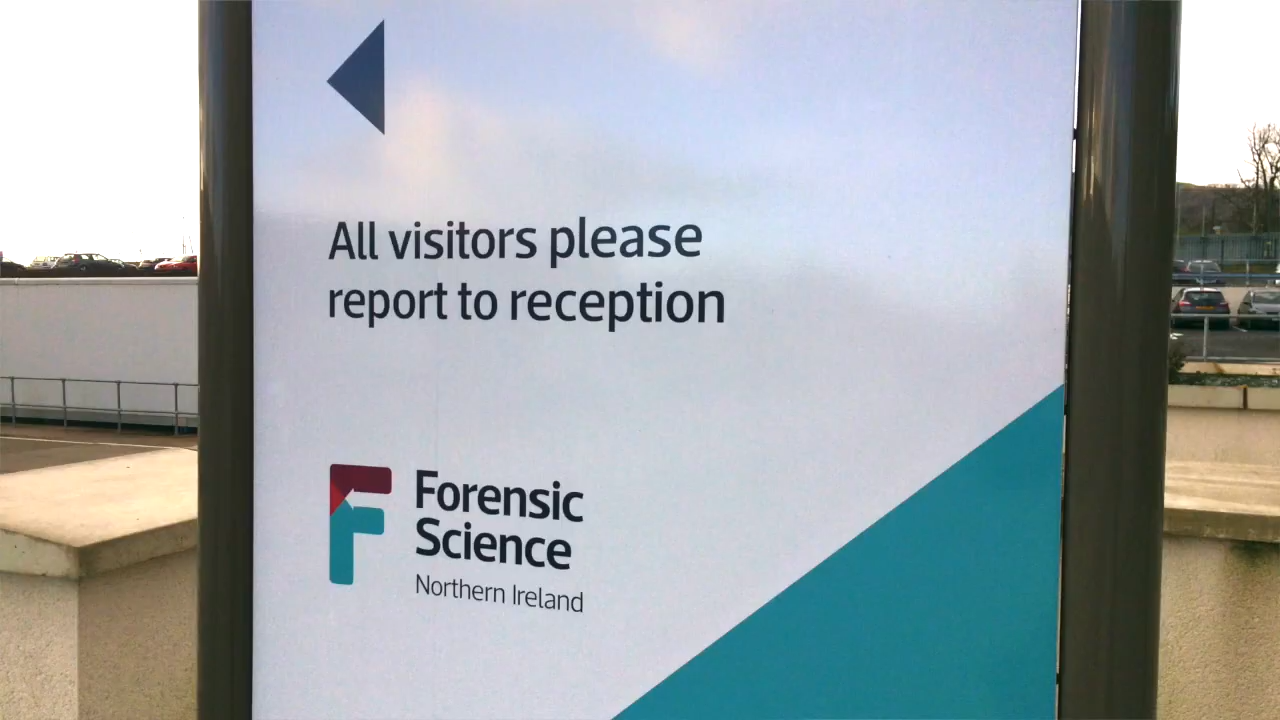 All visitors please
report to reception
Forensic
Science
Northern Ireland